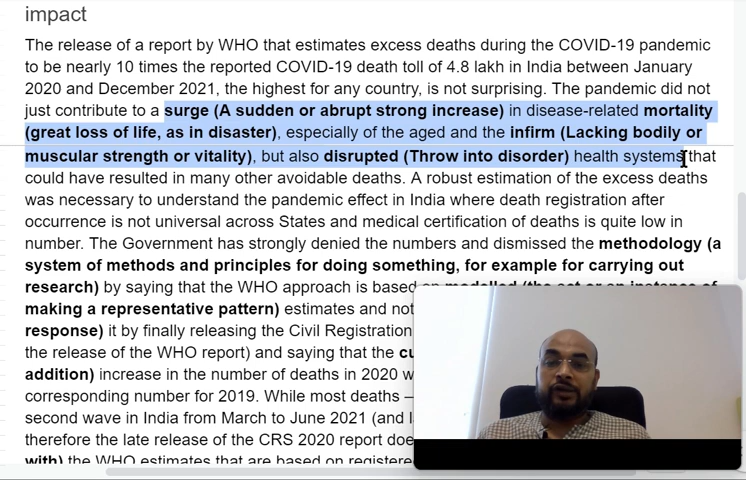 impact
The release of a report by WHO that estimates excess deaths during the COVID-19 pandemic
to be nearly 10 times the reported COVID-19 death toll of 4.8 lakh in India between January
2020 and December 2021, the highest for any country, is not surprising. The pandemic did not
just contribute to a surge (A sudden or abrupt strong increase) in disease-related mortality
(great loss of life, as in disaster), especially of the aged and the infirm (Lacking bodily or
muscular strength or vitality), but also disrupted (Throw into disorder) health systems that
could have resulted in many other avoidable deaths. A robust estimation of the excess deaths
was necessary to understand the pandemic effect in India where death registration after
occurrence is not universal across States and medical certification of deaths is quite low in
number. The Government has strongly denied the numbers and dismissed the methodology (a
system of methods and principles for doing something, for example for carrying out
research) by saying that the WHO approach is based on modelled (the act or an instance of
making a representative pattern) estimates and not
response) it by finally releasing the Civil Registration
the release of the WHO report) and saying that the
addition) increase in the number of deaths in 2020
corresponding number for 2019. While most deaths —
second wave in India from March to June 2021 (and
therefore the late release of the CRS 2020 report
with) the WHO estimates that are based on registered